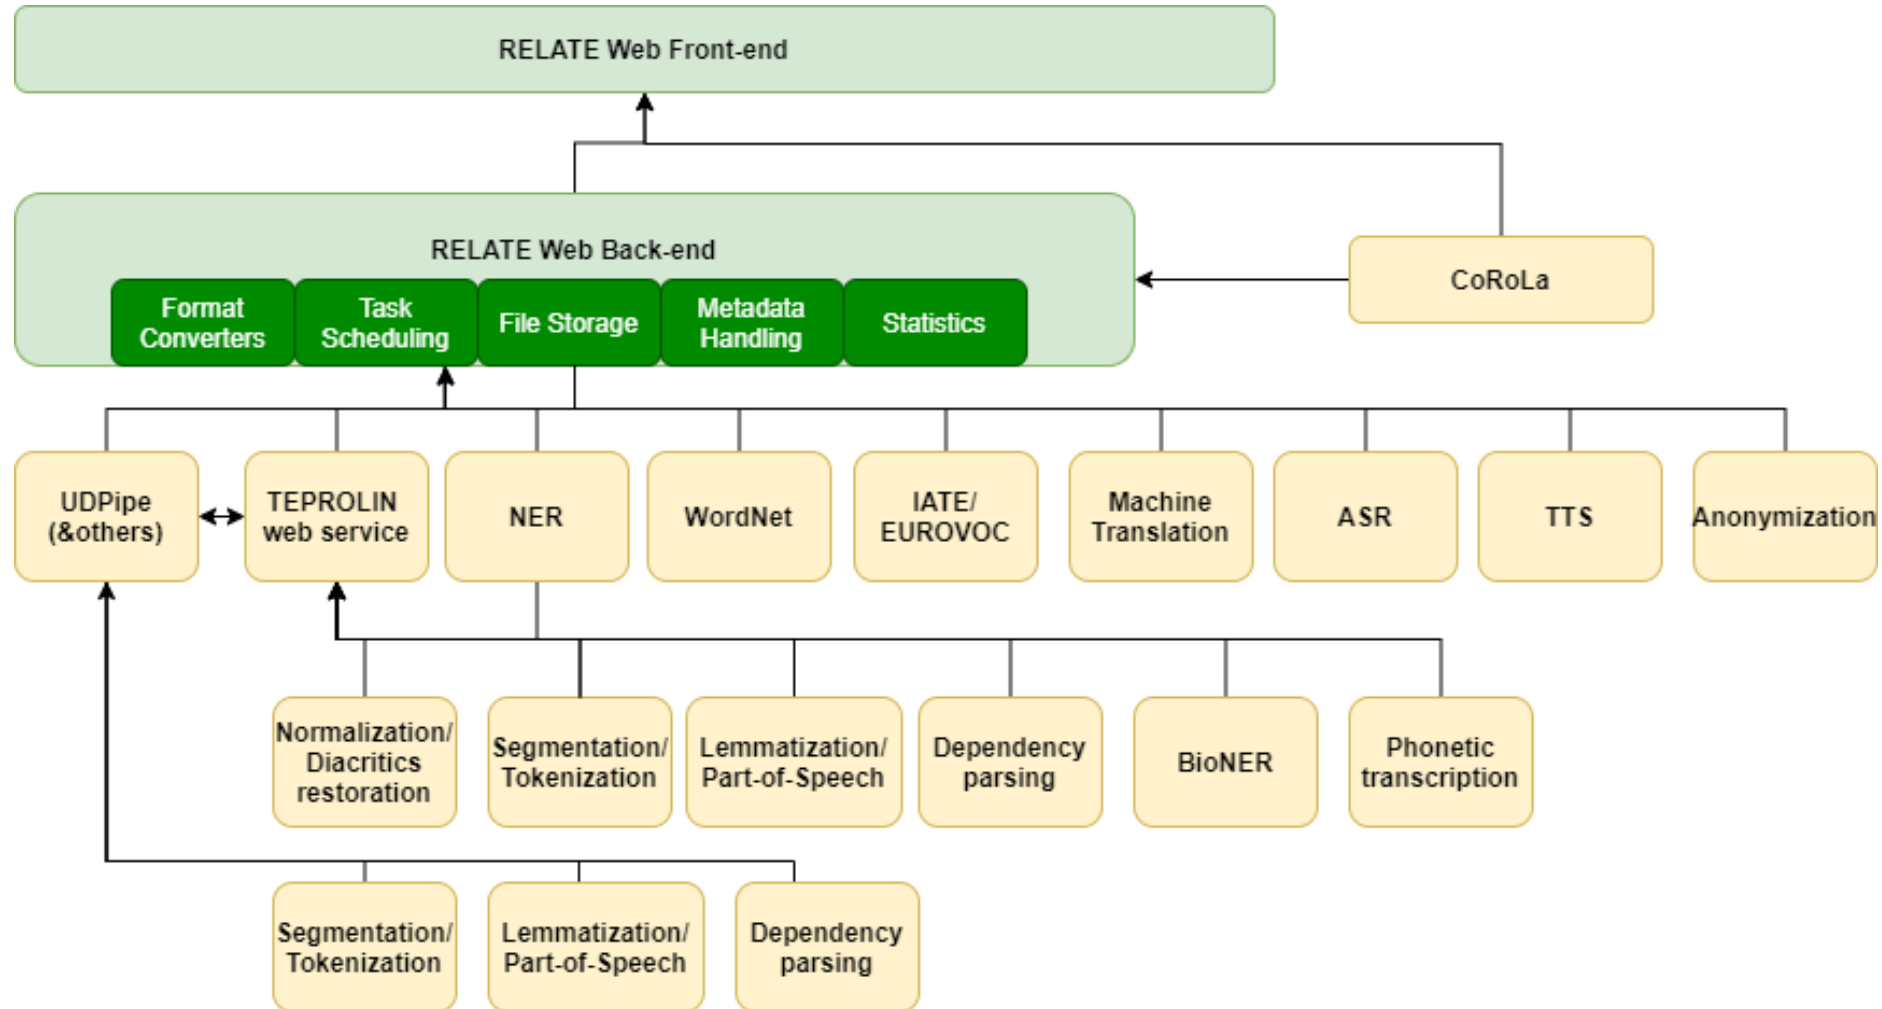 RELATE Web Front-end
RELATE Web Back-end
Format
Converters
Task
Scheduling
File Storage
Metadata
Handling
Statistics
CoRoLa
UDPipe
(&others)
TEPROLIN
web service
NER
WordNet
IATE/
EUROVOC
Machine
Translation
ASR
TTS
Anonymization
Normalization/
Diacritics
restoration
Segmentation/
Tokenization
Lemmatization/
Part-of-Speech
Dependency
parsing
BioNER
Phonetic
transcription
Segmentation/
Tokenization
Lemmatization/
Part-of-Speech
Dependency
parsing